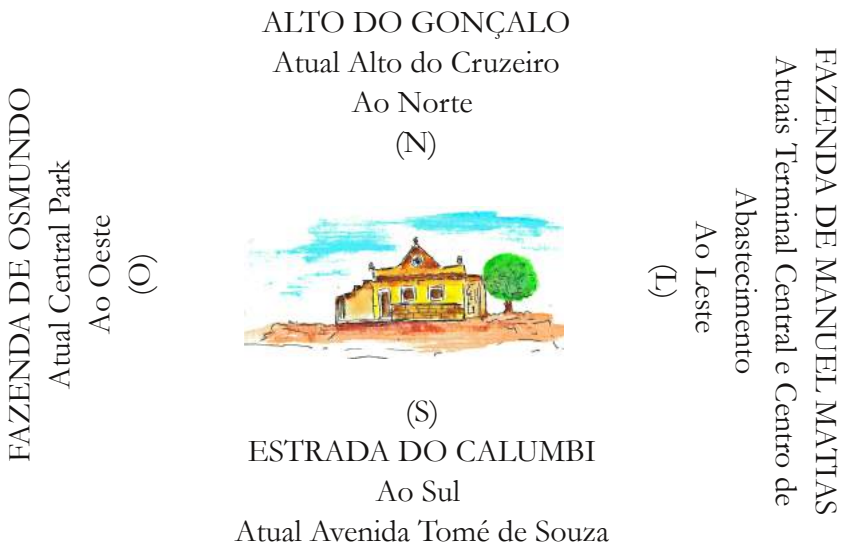 ALTO DO GONÇALO
Atual Alto do Cruzeiro
Ao Norte
(N)
FAZENDA DE OSMUNDO
Atual Central Park
Ao Oeste
(O)
FAZENDA DE MANUEL MATIAS
Atuais Terminal Central e Centro de
Abastecimento
Ao Leste
(L)
(S)
ESTRADA DO CALUMBI
Ao Sul
Atual Avenida Tomé de Souza